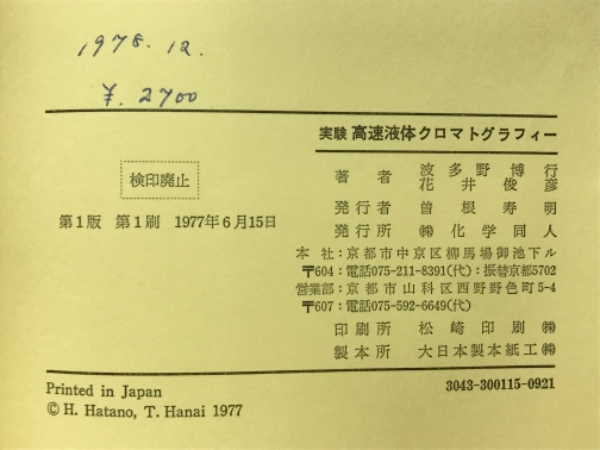 1978.12.
¥.2700
実験 高速液体クロマトグラフィー
検印廃止
第1版 第1刷 1977年6月15日
著者 波多野博行
花井俊彦
発行者 曽根寿明
発行所 ㈱化学同人
本社:京都市中京区柳馬場御池下ル
〒604:電話075-211-8391(代):振替京都5702
営業部:京都市山科区西野野色町5-4
〒607:電話075-592-6649(代)
印刷所 松崎印刷㈱
製本所 大日本製本紙工㈱
Printed in Japan
© H. Hatano, T. Hanai 1977
3043-300115-0921